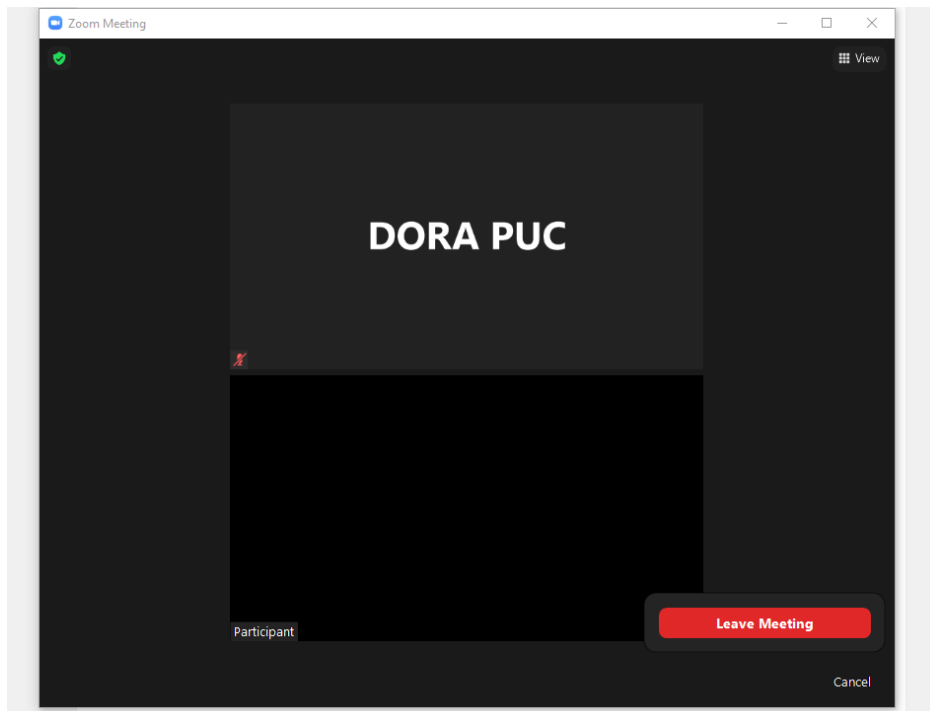 Zoom Meeting
View
DORA PUC
Participant
Leave Meeting
Cancel